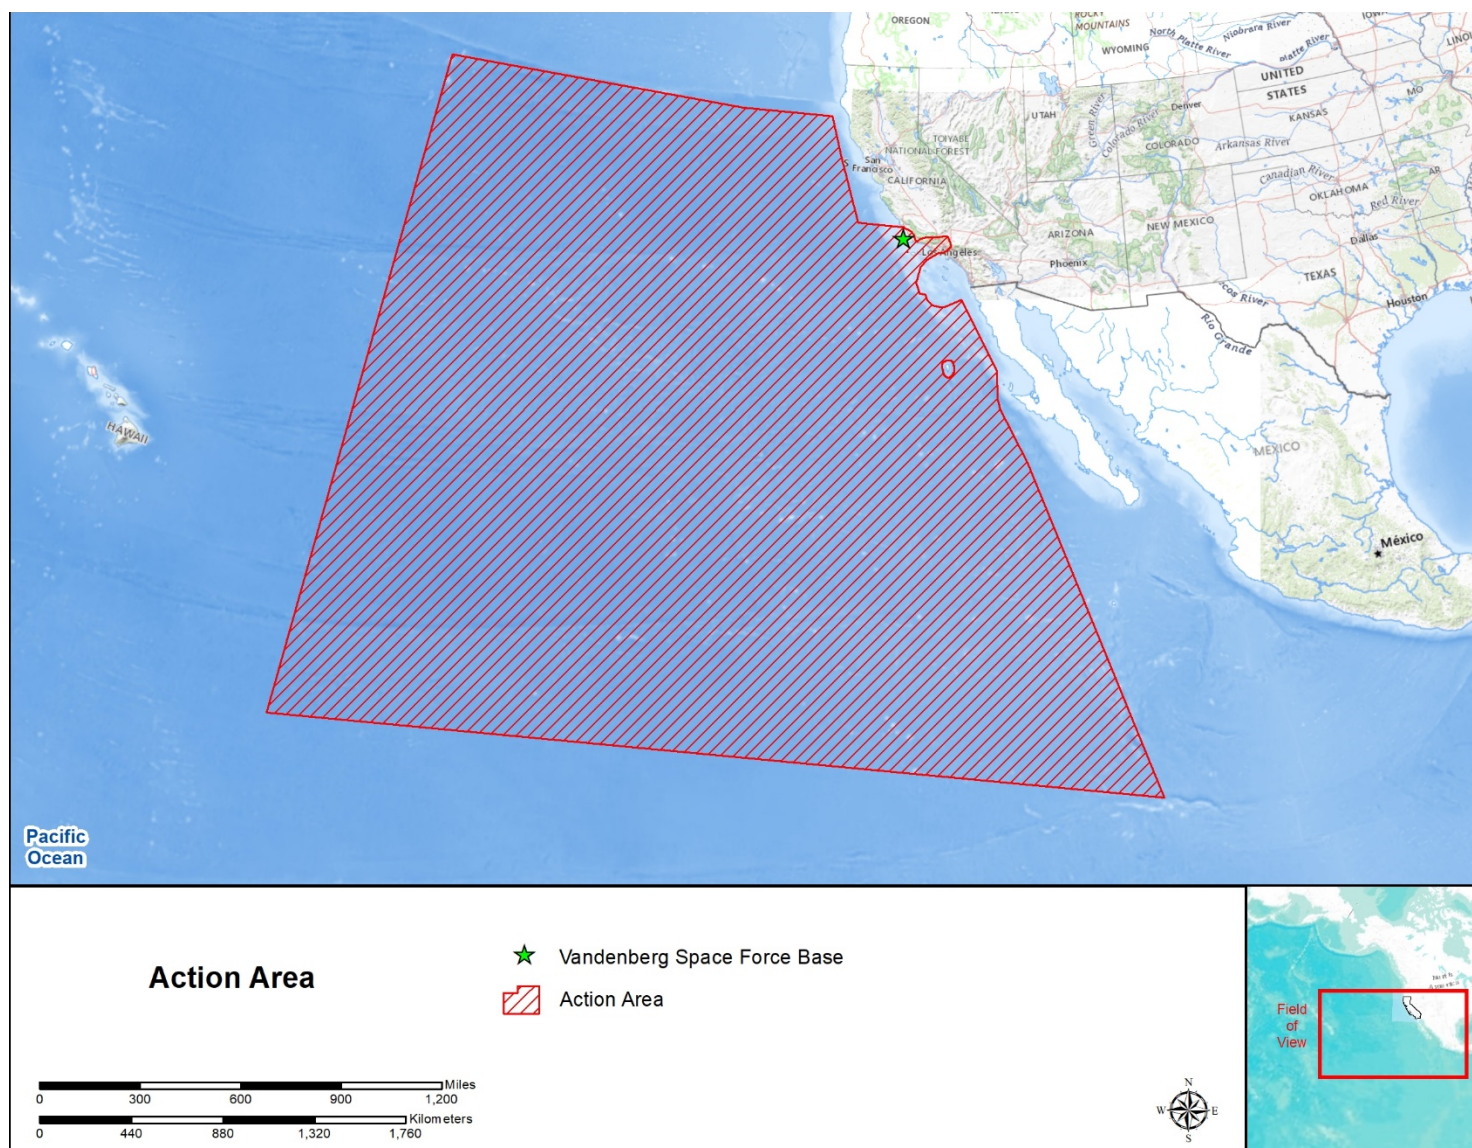 OREGON
ROCKY
MOUNTAINS
WYOMING
North Platte River
Niobrara River
Platte River
IOWA
UNITED
STATES
MO
Denver
UTAH
Green River
Colorado River
COLORADO
KANSAS
Arkansas River
TOIYABE
NATIONAL FOREST
San
Francisco
CALIFORNIA
Canadian River
OKLAHOMA
AR
Red River
NEW MEXICO
ARIZONA
Phoenix
Los Angeles
Dallas
TEXAS
Houston
cos River
Rio Grande
HAWAII
MEXICO
México
Pacific
Ocean
Action Area
Vandenberg Space Force Base
Action Area
Miles
0 300 600 900 1,200
Kilometers
0 440 880 1,320 1,760
N
W E
S
Field
of
View